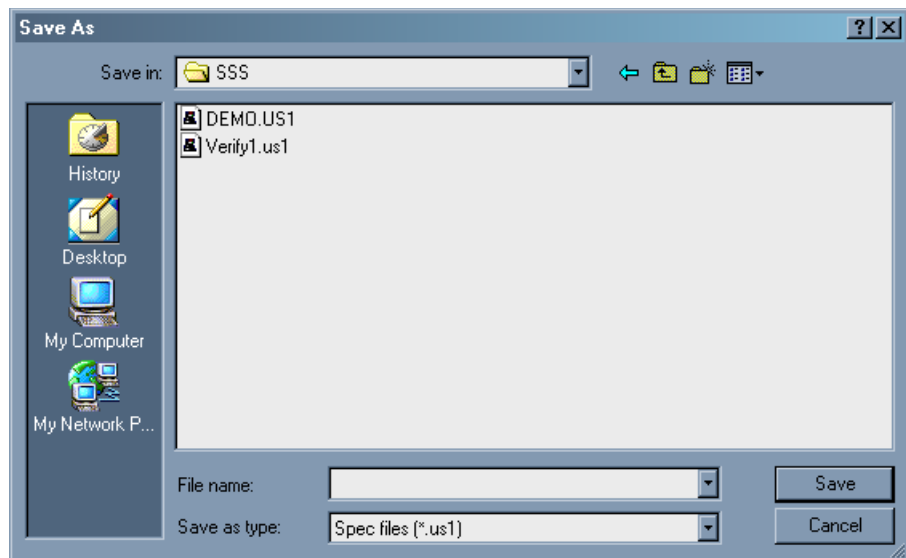 Save As
Save in: SSS
DEMO.US1
Verify1.us1
History
Desktop
My Computer
My Network P...
File name:
Save
Save as type: Spec files (*.us1)
Cancel